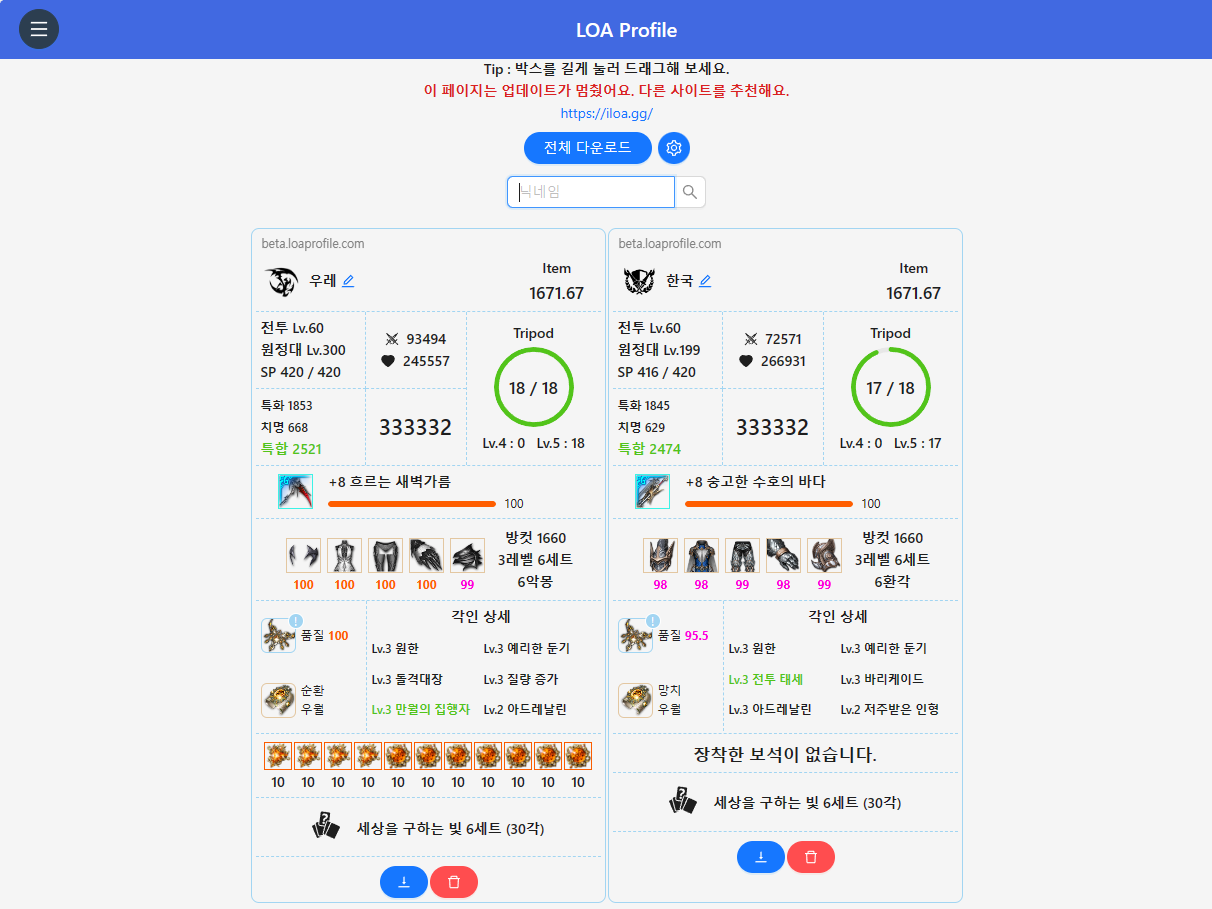 LOA Profile
Tip : 박스를 길게 눌러 드래그해 보세요.
이 페이지는 업데이트가 멈췄어요. 다른 사이트를 추천해요.
https://iloa.gg/
전체 다운로드
닉네임
beta.loaprofile.com
우레
Item
1671.67
전투 Lv.60
원정대 Lv.300
SP 420 / 420
93494
245557
Tripod
18 / 18
Lv.4 : 0 Lv.5 : 18
특화 1853
치명 668
특합 2521
333332
+8 흐르는 새벽가름
100
100 100 100 100 99
방컷 1660
3레벨 6세트
6악몽
품질 100
순환
우월
각인 상세
Lv.3 원한 Lv.3 예리한 둔기
Lv.3 돌격대장 Lv.3 질량 증가
Lv.3 만월의 집행자 Lv.2 아드레날린
10 10 10 10 10 10 10 10 10 10 10
세상을 구하는 빛 6세트 (30각)
beta.loaprofile.com
한국
Item
1671.67
전투 Lv.60
원정대 Lv.199
SP 416 / 420
72571
266931
Tripod
17 / 18
Lv.4 : 0 Lv.5 : 17
특화 1845
치명 629
특합 2474
333332
+8 숭고한 수호의 바다
100
98 98 99 98 99
방컷 1660
3레벨 6세트
6환각
품질 95.5
망치
우월
각인 상세
Lv.3 원한 Lv.3 예리한 둔기
Lv.3 전투 태세 Lv.3 바리케이드
Lv.3 아드레날린 Lv.2 저주받은 인형
장착한 보석이 없습니다.
세상을 구하는 빛 6세트 (30각)